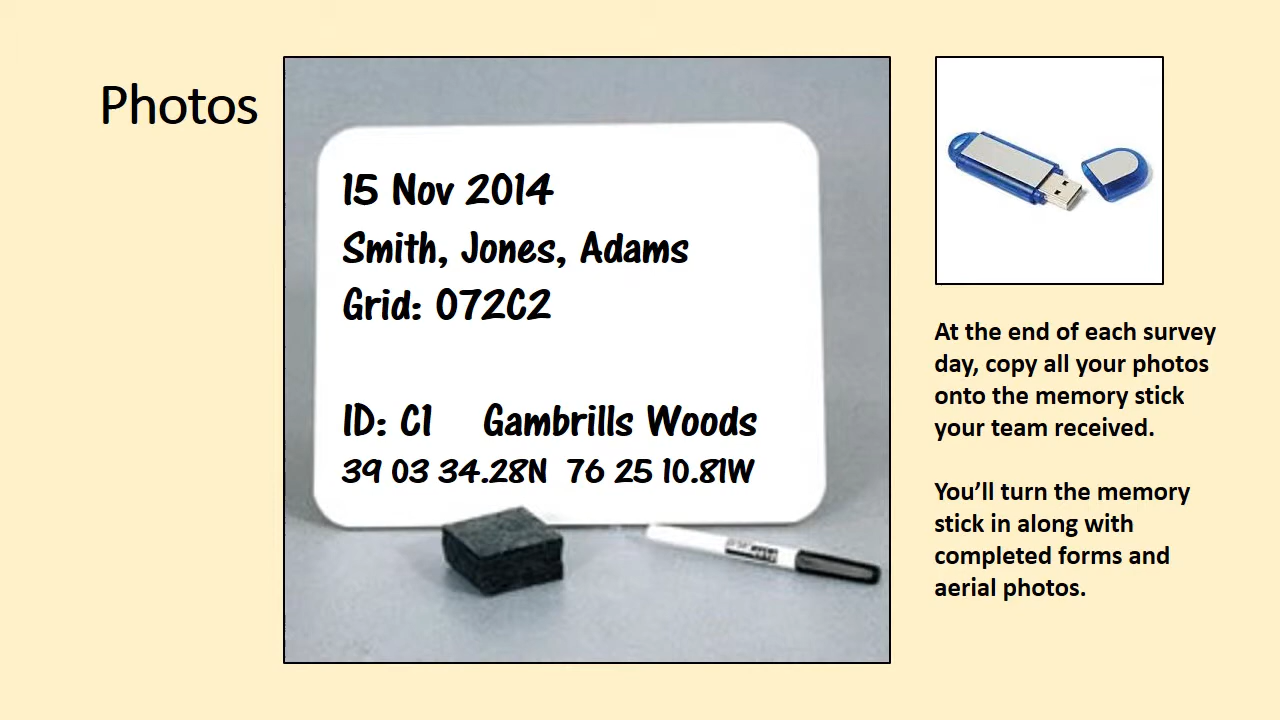 Photos
15 Nov 2014
Smith, Jones, Adams
Grid: 072C2
ID: C1 Gambrills Woods
39 03 34.28N 76 25 10.81W
At the end of each survey
day, copy all your photos
onto the memory stick
your team received.
You’ll turn the memory
stick in along with
completed forms and
aerial photos.